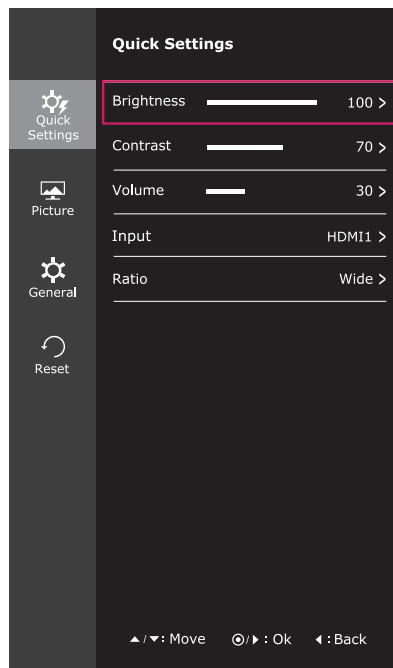 Quick Settings
Quick
Settings
Picture
General
Reset
Brightness 100 >
Contrast 70 >
Volume 30 >
Input HDMI1 >
Ratio Wide >
▲/▼: Move ◉/▶ : Ok ◀ : Back